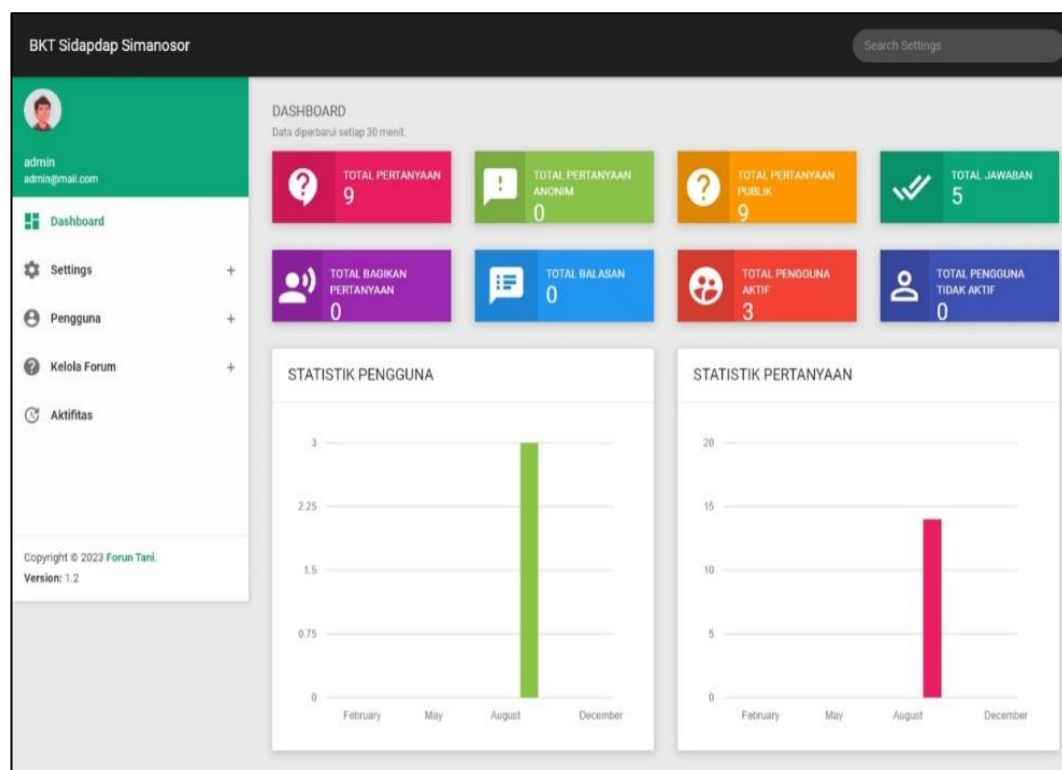 BKT Sidapdap Simanosor
Search Settings
admin
admin@mail.com
Dashboard
Settings +
Pengguna +
Kelola Forum +
Aktifitas
Copyright © 2023 Forun Tani.
Version: 1.2
DASHBOARD
Data diperbarui setiap 30 menit.
TOTAL PERTANYAAN
9
TOTAL PERTANYAAN
ANONIM
0
TOTAL PERTANYAAN
PUBLIK
9
TOTAL JAWABAN
5
TOTAL BAGIKAN
PERTANYAAN
0
TOTAL BALASAN
0
TOTAL PENGGUNA
AKTIF
3
TOTAL PENGGUNA
TIDAK AKTIF
0
STATISTIK PENGGUNA
3
2.25
1.5
0.75
0
February May August December
STATISTIK PERTANYAAN
20
15
10
5
0
February May August December